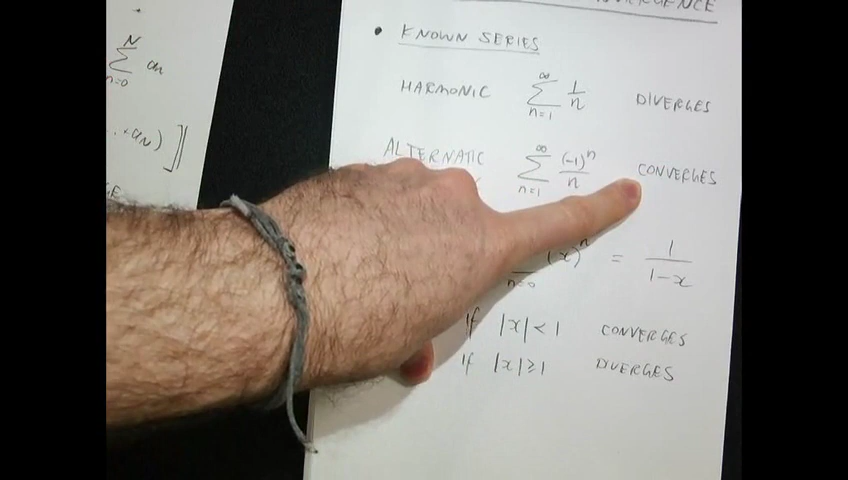 ∑_{n=0}^{N} a_n
...+a_N)]
KNOWN SERIES
HARMONIC ∑_{n=1}^{∞} 1/n DIVERGES
ALTERNATIC ∑_{n=1}^{∞} (-1)^n/n CONVERGES
n=0 (x)^n = 1/(1-x)
If |x|<1 CONVERGES
If |x|≥1 DIVERGES